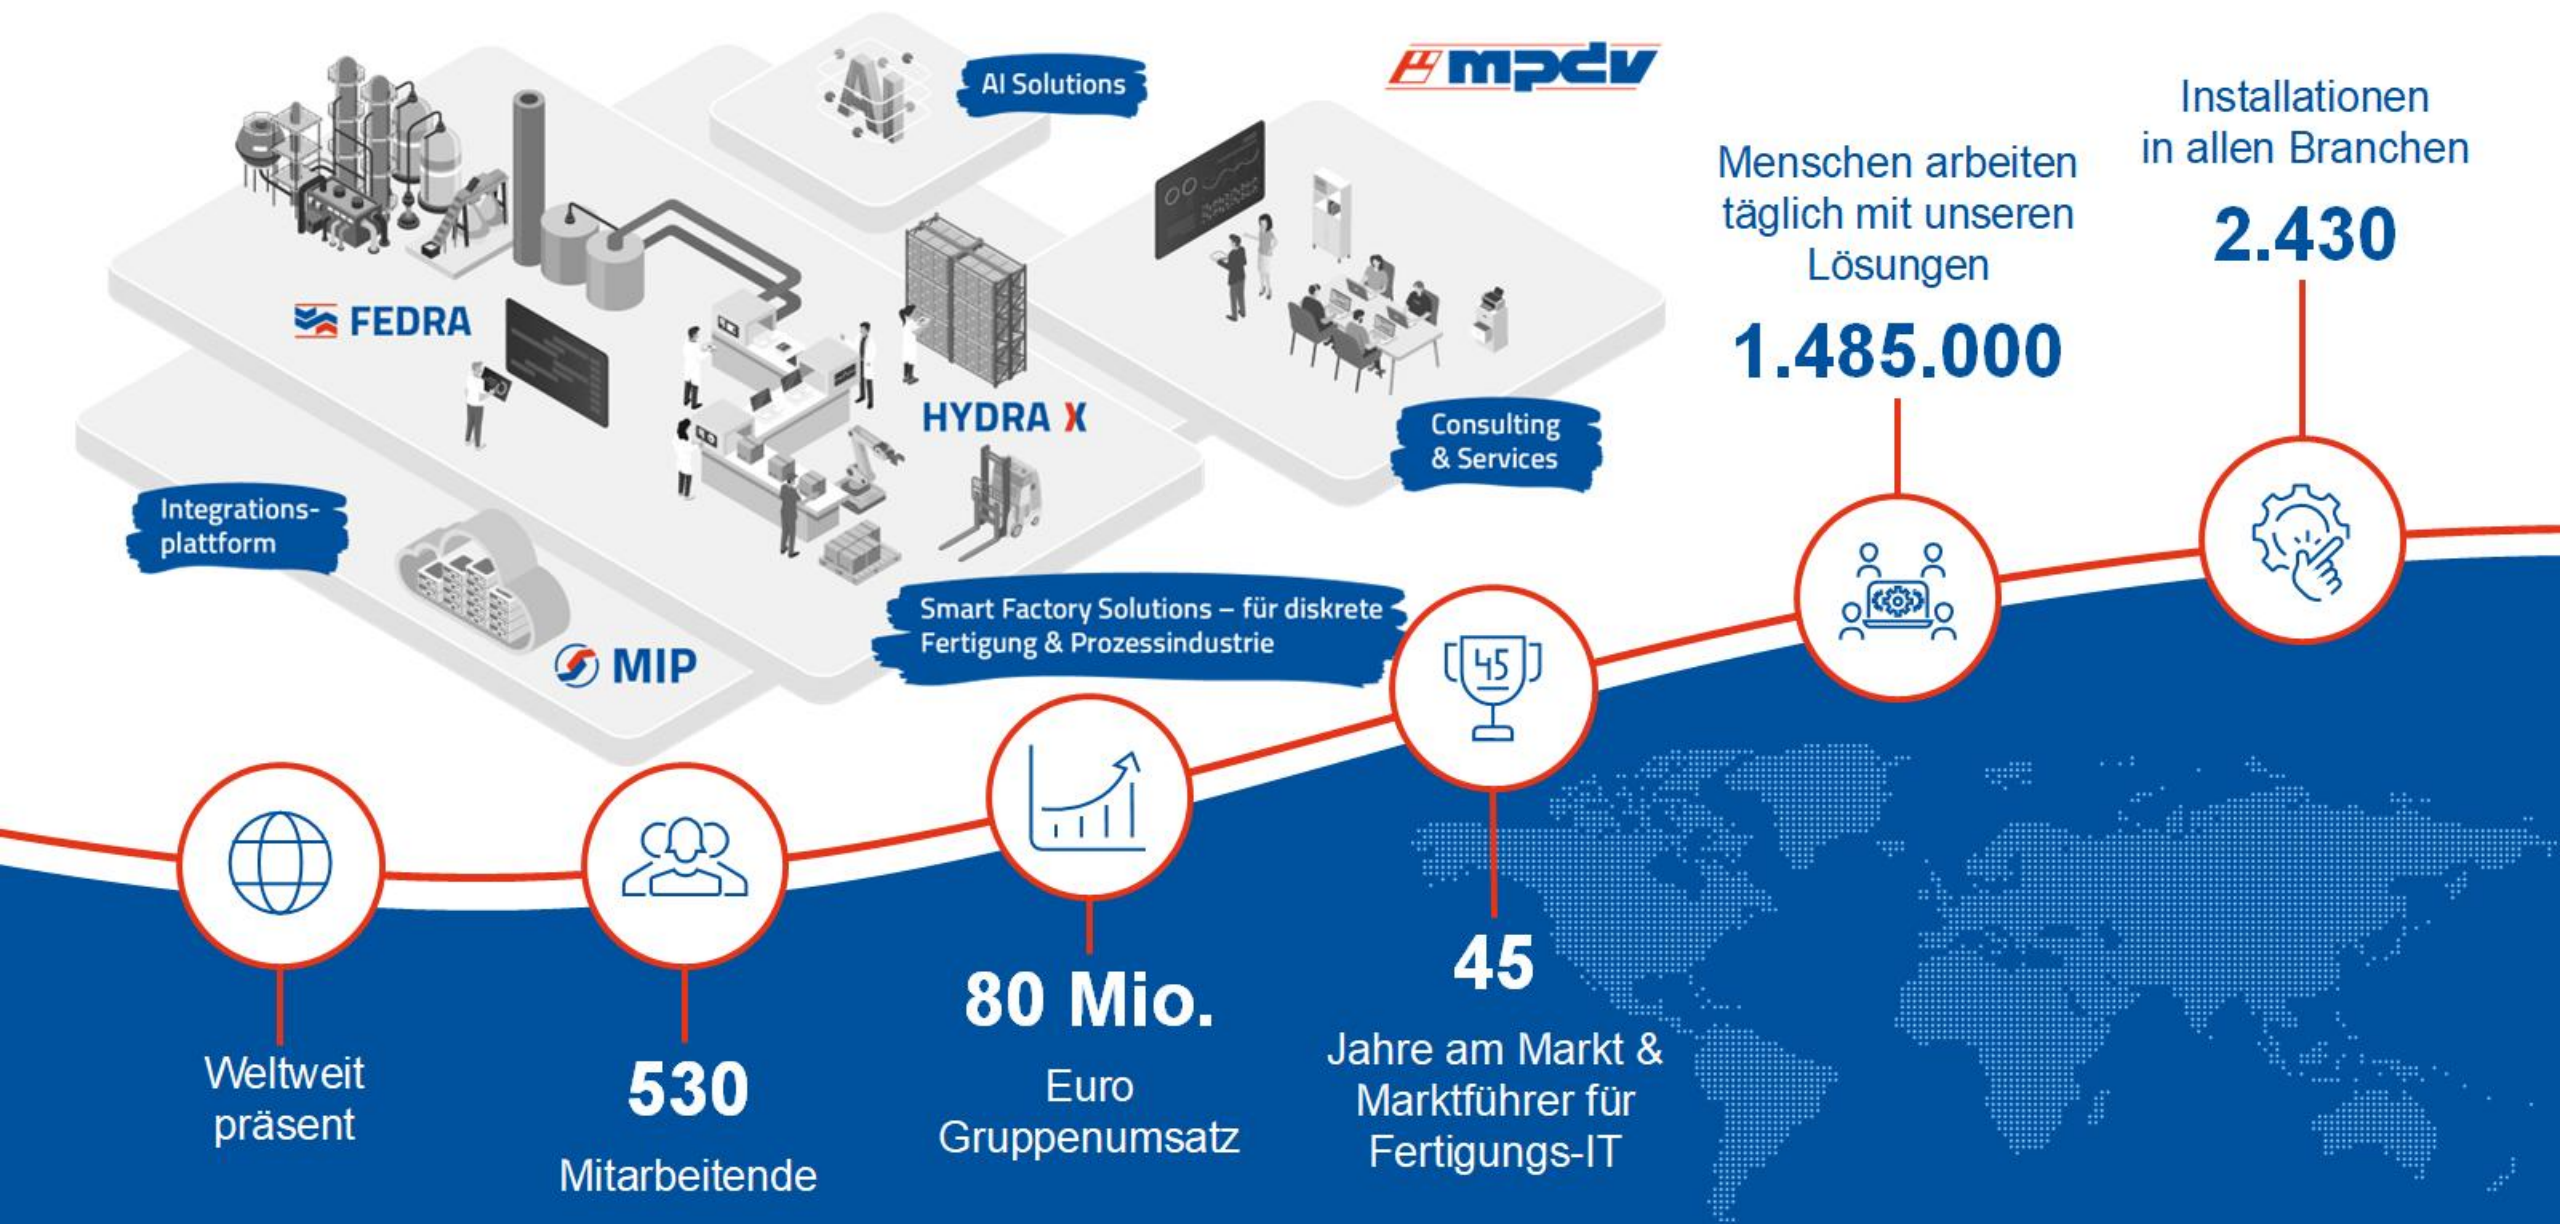 AI Solutions
mpdv
Installationen
in allen Branchen
2.430
Menschen arbeiten
täglich mit unseren
Lösungen
1.485.000
FEDRA
HYDRA X
Consulting
& Services
Integrations-
plattform
MIP
Smart Factory Solutions – für diskrete
Fertigung & Prozessindustrie
45
Weltweit
präsent
530
Mitarbeitende
80 Mio.
Euro
Gruppenumsatz
45
Jahre am Markt &
Marktführer für
Fertigungs-IT